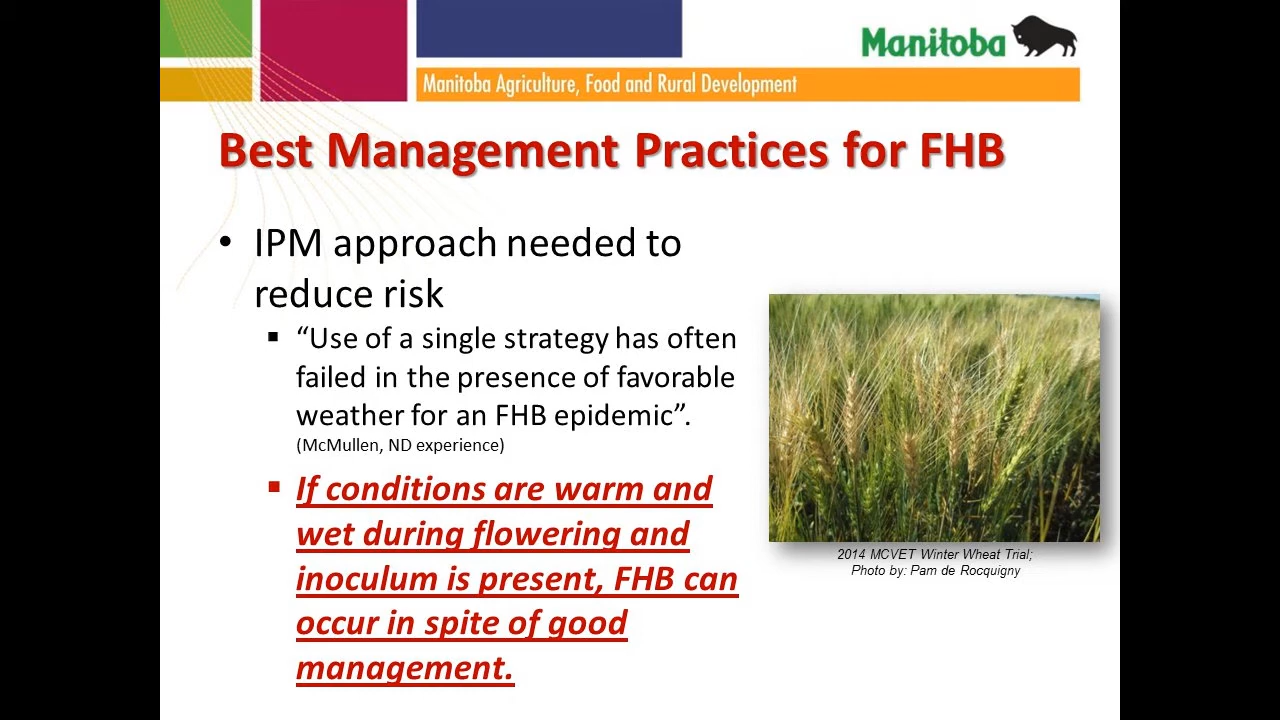 Manitoba
Manitoba Agriculture, Food and Rural Development
Best Management Practices for FHB
• IPM approach needed to
reduce risk
▪ “Use of a single strategy has often
failed in the presence of favorable
weather for an FHB epidemic”.
(McMullen, ND experience)
▪ If conditions are warm and
wet during flowering and
inoculum is present, FHB can
occur in spite of good
management.
2014 MCVET Winter Wheat Trial;
Photo by: Pam de Rocquigny